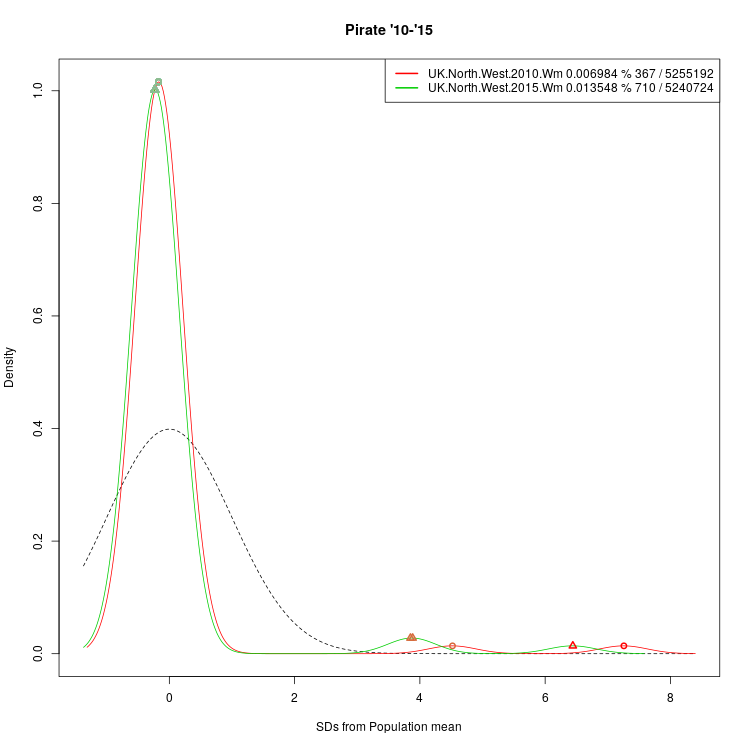 Pirate '10-'15
UK.North.West.2010.Wm 0.006984 % 367 / 5255192
UK.North.West.2015.Wm 0.013548 % 710 / 5240724
Density
1.0
0.8
0.6
0.4
0.2
0.0
0 2 4 6 8
SDs from Population mean